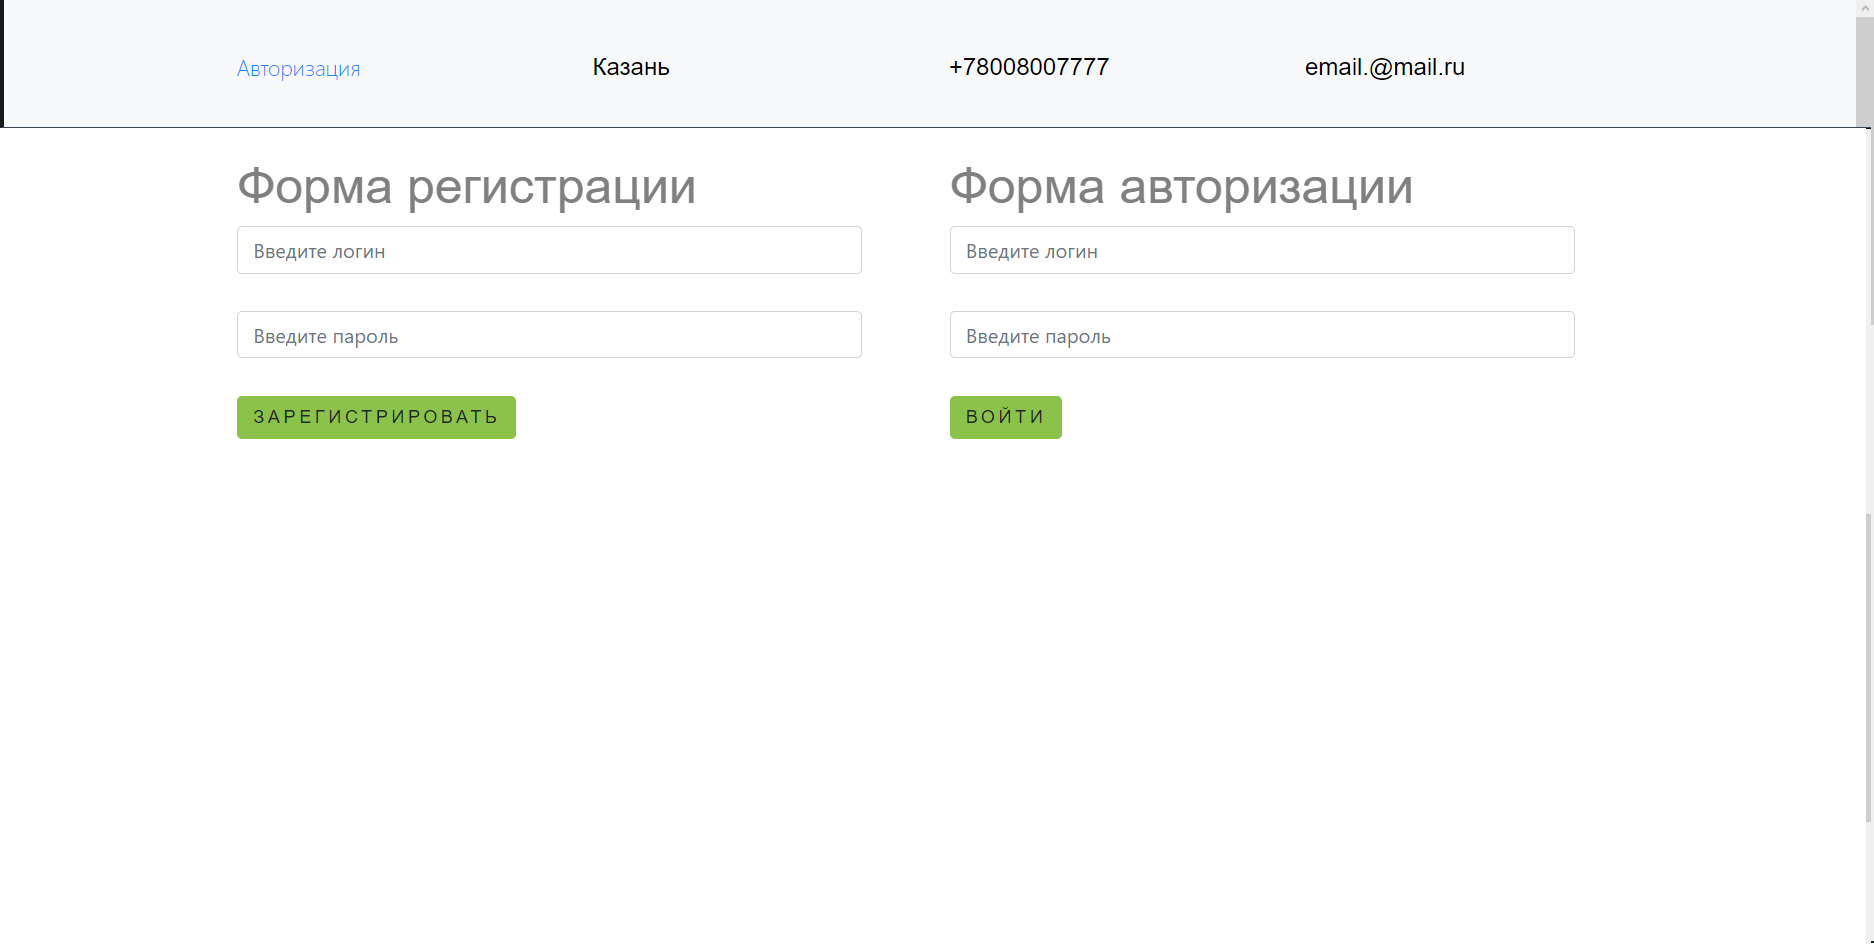 Авторизация
Казань
+78008007777
email.@mail.ru
Форма регистрации
Введите логин
Введите пароль
ЗАРЕГИСТРИРОВАТЬ
Форма авторизации
Введите логин
Введите пароль
ВОЙТИ